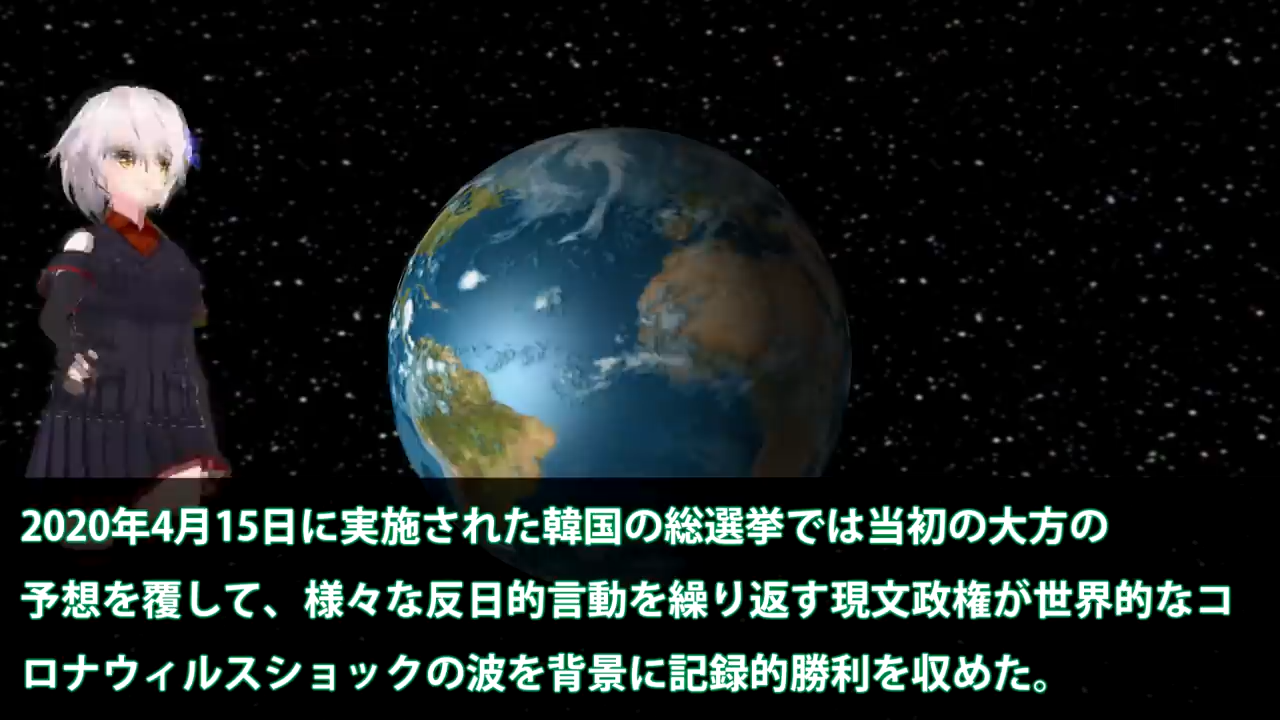 2020年4月15日に実施された韓国の総選挙では当初の大方の
予想を覆して、様々な反日的言動を繰り返す現文政権が世界的なコ
ロナウィルスショックの波を背景に記録的勝利を収めた。